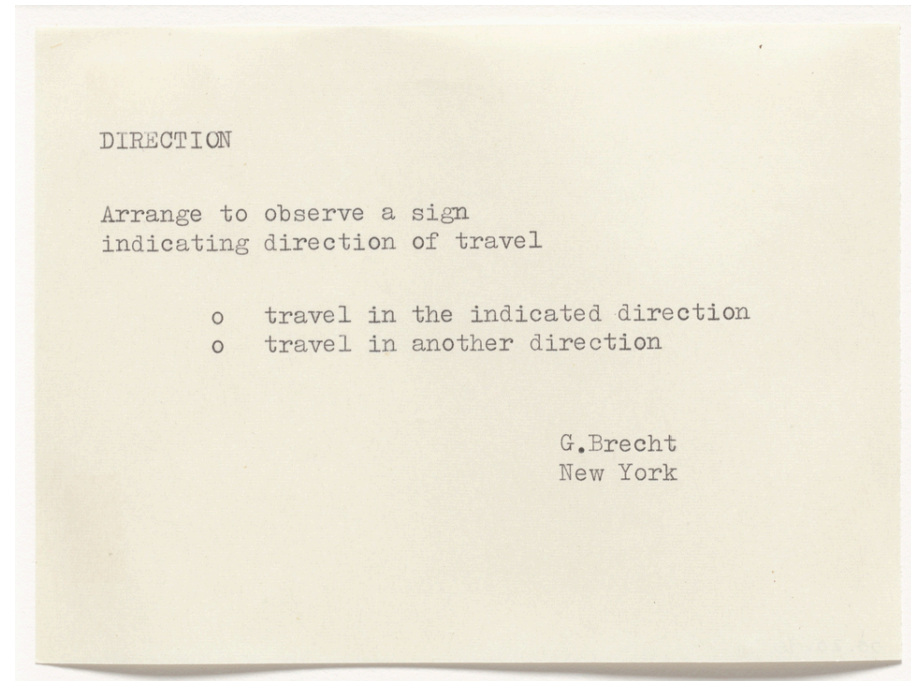 DIRECTION
Arrange to observe a sign
indicating direction of travel
o travel in the indicated direction
o travel in another direction
G.Brecht
New York